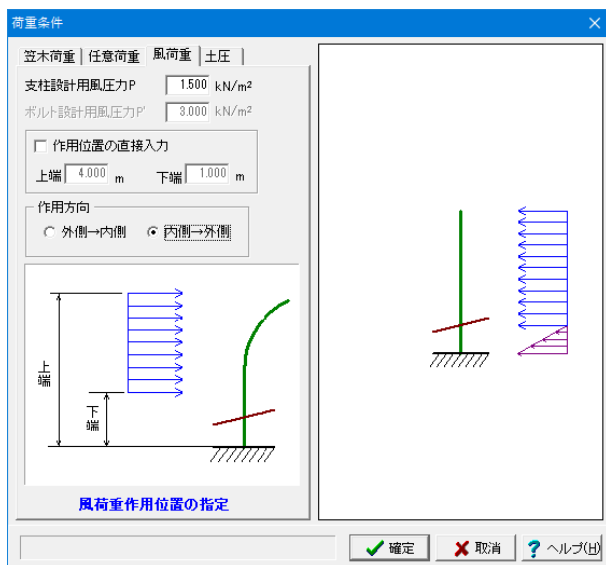 荷重条件
笠木荷重 任意荷重 風荷重 土圧
支柱設計用風圧力P 1.500 kN/m²
ボルト設計用風圧力P' 3.000 kN/m²
作用位置の直接入力
上端 4.000 m 下端 1.000 m
作用方向
外側→内側 内側→外側
上端
下端
風荷重作用位置の指定
確定 取消 ヘルプ(H)